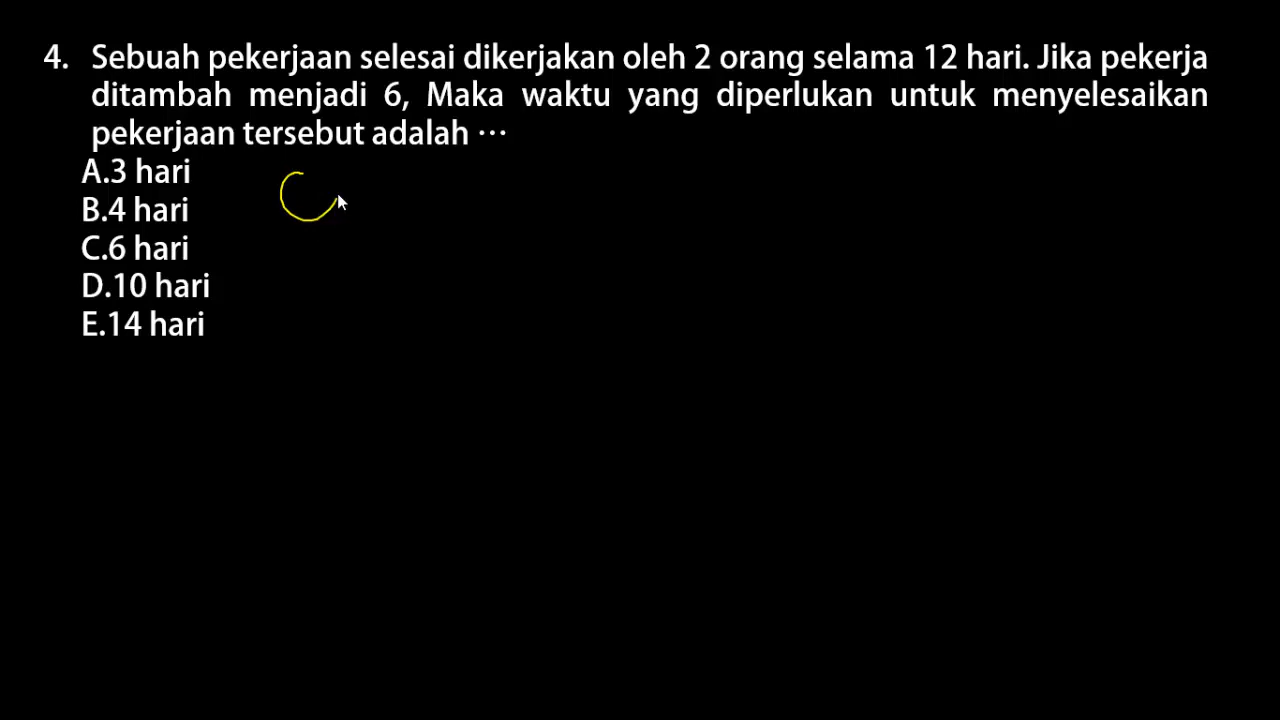 4. Sebuah pekerjaan selesai dikerjakan oleh 2 orang selama 12 hari. Jika pekerja
ditambah menjadi 6, Maka waktu yang diperlukan untuk menyelesaikan
pekerjaan tersebut adalah ⋯
A.3 hari
B.4 hari
C.6 hari
D.10 hari
E.14 hari